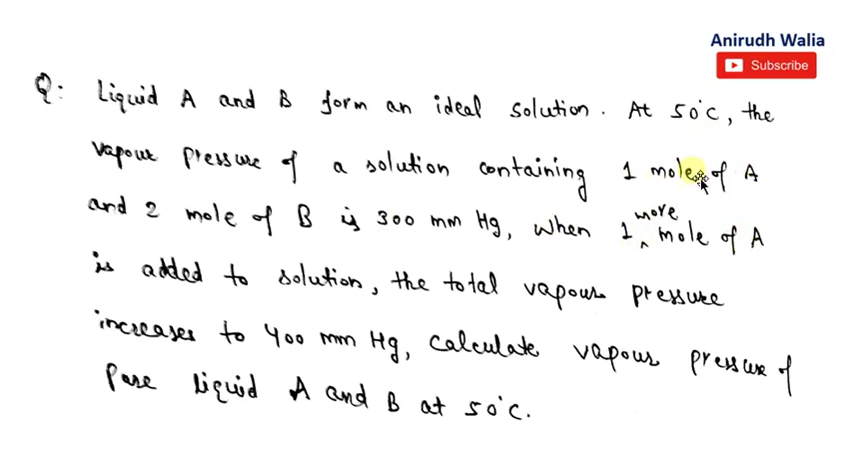 Anirudh Walia
Subscribe
Q: Liquid A and B form an ideal solution. At 50°C, the
vapour pressure of a solution containing 1 mole of A
and 2 mole of B is 300 mm Hg, when 1 more mole of A
is added to solution, the total vapour pressure
increases to 400 mm Hg, calculate vapour pressure of
Pure liquid A and B at 50°C.